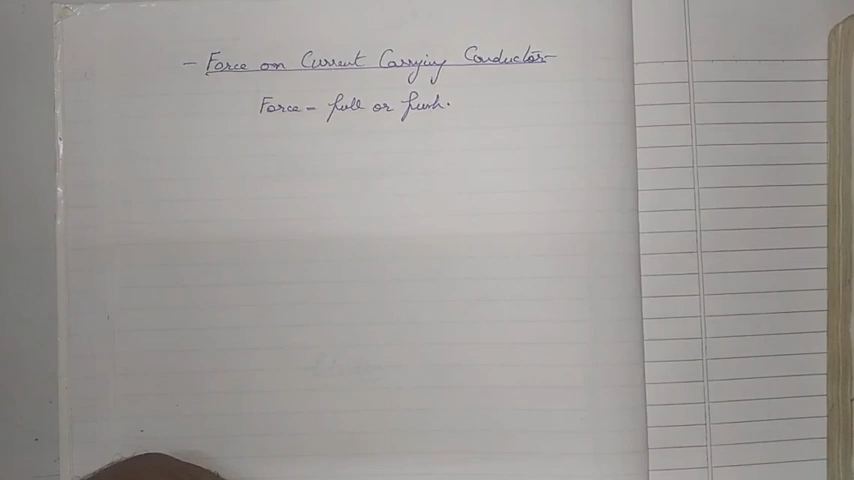 - Force on Current Carrying Conductor-
Force - pull or push.